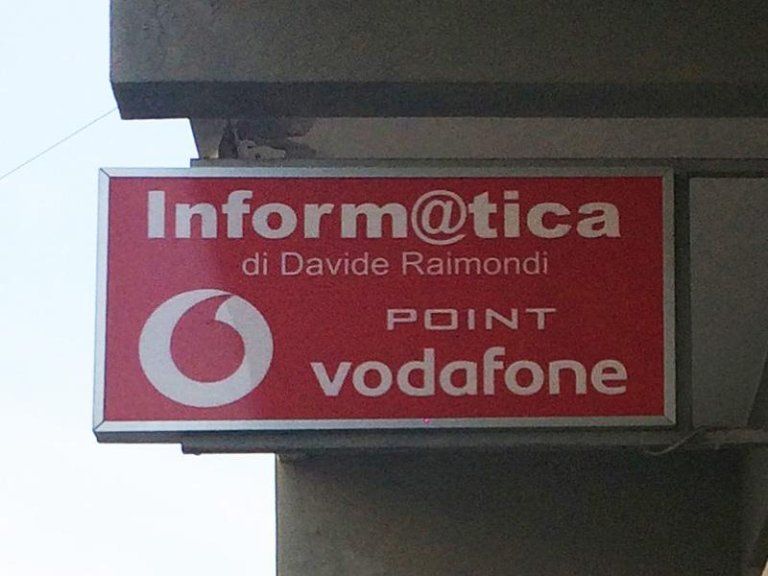 Inform@tica
di Davide Raimondi
POINT
vodafone